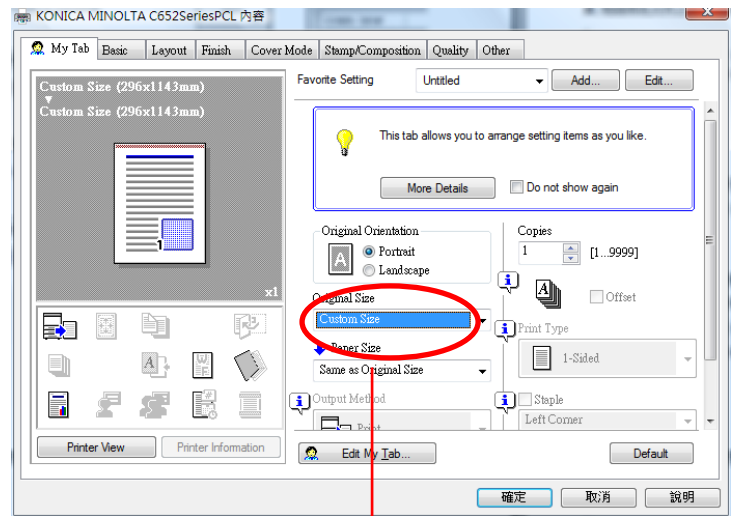 KONICA MINOLTA C652SeriesPCL 內容
My Tab Basic Layout Finish Cover Mode Stamp/Composition Quality Other
Custom Size (296x1143mm)
Custom Size (296x1143mm)
1
x1
Printer View Printer Information
Favorite Setting Untitled Add... Edit...
This tab allows you to arrange setting items as you like.
More Details Do not show again
Original Orientation
A Portrait
Landscape
Original Size
Custom Size
Paper Size
Same as Original Size
Output Method
Print
Copies
1 [1...9999]
Offset
Print Type
1-Sided
Staple
Left Corner
Edit My Tab... Default
確定 取消 說明